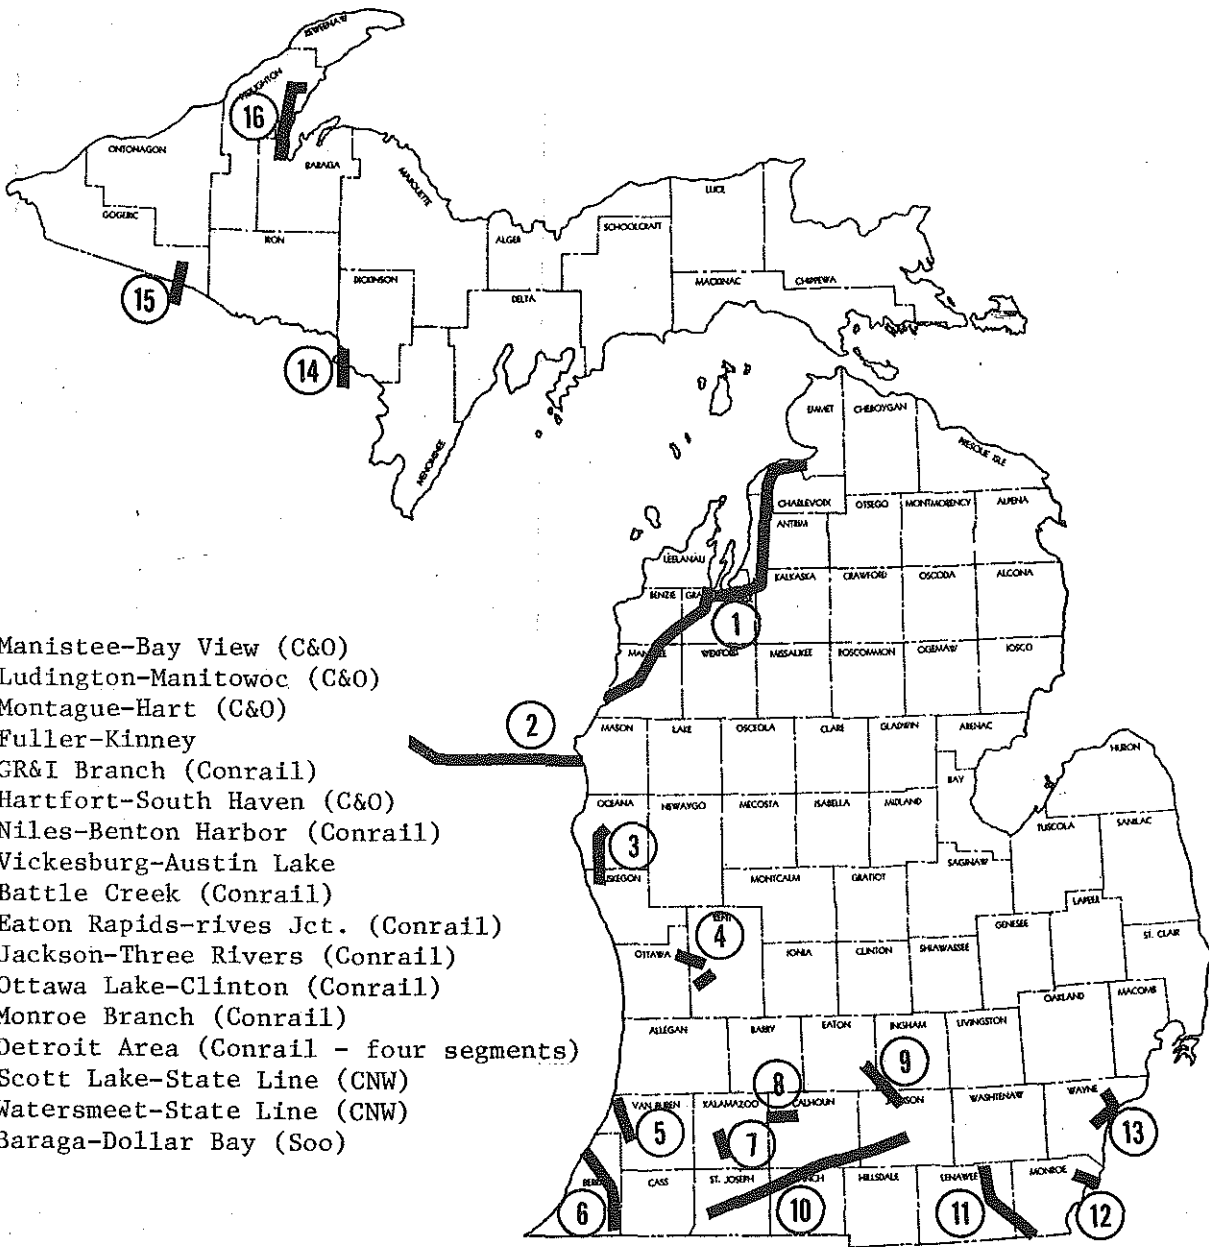 KEWEENAW
HOUGHTON
16
ONTONAGON
BARAGA
MARQUETTE
LUCE
GOGEBIC
IRON
ALGER
SCHOOLCRAFT
15
DICKINSON
DELTA
MACKINAC
CHIPPEWA
14
MENOMINEE
EMMET
CHEBOYGAN
PRESQUE ISLE
CHARLEVOIX
OTSEGO
MONTMORENCY
ALPENA
ANTRIM
LEELANAU
KALKASKA
CRAWFORD
OSCODA
ALCONA
BENZIE
GRA
1
WEXFORD
MISSAUKEE
ROSCOMMON
OGEMAW
IOSCO
Manistee-Bay View (C&O)
Ludington-Manitowoc (C&O)
Montague-Hart (C&O)
Fuller-Kinney
GR&I Branch (Conrail)
Hartfort-South Haven (C&O)
Niles-Benton Harbor (Conrail)
Vickesburg-Austin Lake
Battle Creek (Conrail)
Eaton Rapids-rives Jct. (Conrail)
Jackson-Three Rivers (Conrail)
Ottawa Lake-Clinton (Conrail)
Monroe Branch (Conrail)
Detroit Area (Conrail - four segments)
Scott Lake-State Line (CNW)
Watersmeet-State Line (CNW)
Baraga-Dollar Bay (Soo)
2
MASON
LAKE
OSCEOLA
CLARE
GLADWIN
ARENAC
HURON
BAY
OCEANA
NEWAYGO
MECOSTA
ISABELLA
MIDLAND
TUSCOLA
SANILAC
3
USKEGON
MONTCALM
GRATIOT
SAGINAW
LAPEER
KENT
4
GENESEE
ST. CLAIR
OTTAWA
IONIA
CLINTON
SHIAWASSEE
OAKLAND
MACOMB
ALLEGAN
BARRY
EATON
INGHAM
LIVINGSTON
9
8
VAN BUREN
KALAMAZOO
CALHOUN
WASHTENAW
WAYNE
5
7
13
CASS
ST. JOSEPH
HILLSDALE
LENAWEE
MONROE
6
10
11
12